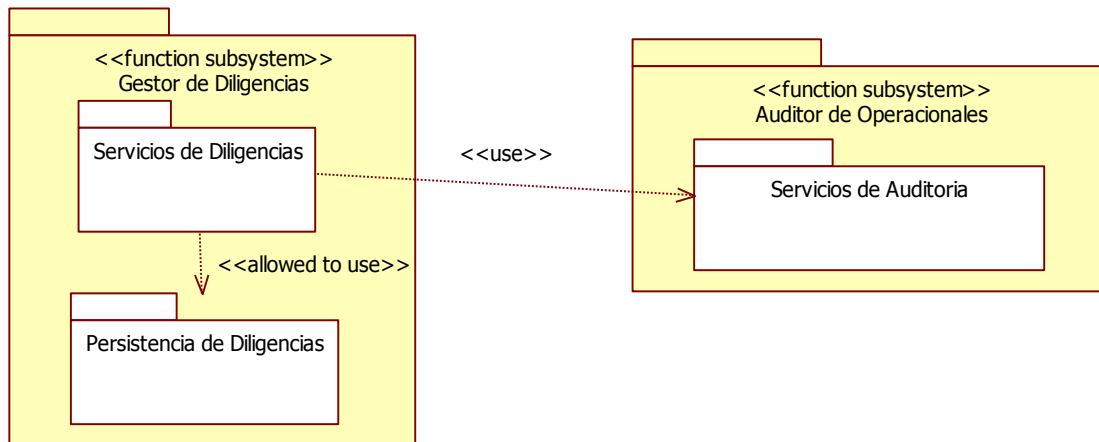 <<function subsystem>>
Gestor de Diligencias
Servicios de Diligencias
<<allowed to use>>
Persistencia de Diligencias
<<use>>
<<function subsystem>>
Auditor de Operacionales
Servicios de Auditoria